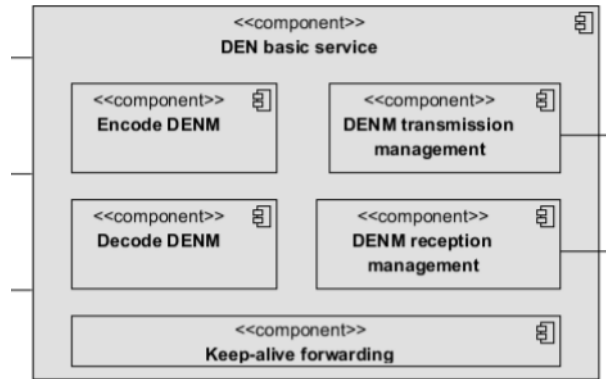 <<component>>
DEN basic service
<<component>>
Encode DENM
<<component>>
DENM transmission
management
<<component>>
Decode DENM
<<component>>
DENM reception
management
<<component>>
Keep-alive forwarding